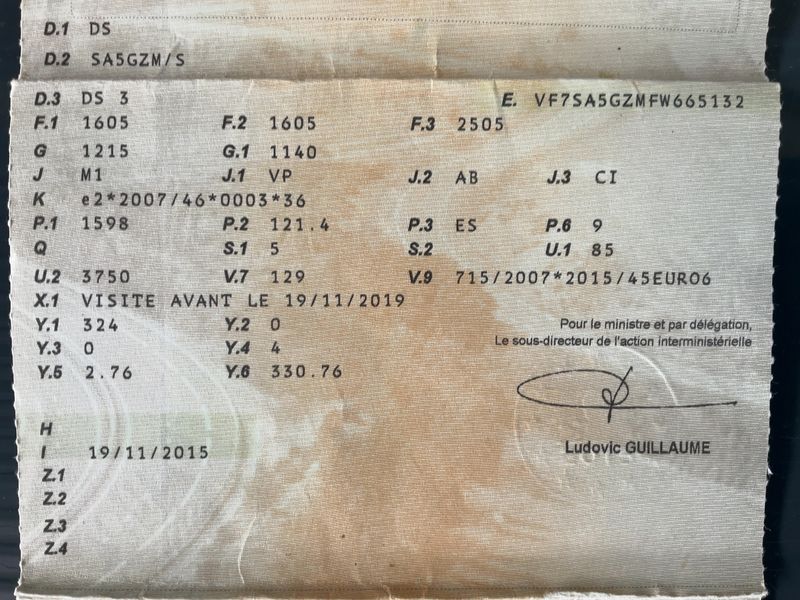 D.1 DS
D.2 SA5GZM/S
D.3 DS 3 E. VF7SA5GZMFW665132
F.1 1605 F.2 1605 F.3 2505
G 1215 G.1 1140
J M1 J.1 VP J.2 AB J.3 CI
K e2*2007/46*0003*36
P.1 1598 P.2 121.4 P.3 ES P.6 9
Q S.1 5 S.2 U.1 85
U.2 3750 V.7 129 V.9 715/2007*2015/45EURO6
X.1 VISITE AVANT LE 19/11/2019
Y.1 324 Y.2 0
Pour le ministre et par délégation,
Le sous-directeur de l'action interministérielle
Y.3 0 Y.4 4
Y.5 2.76 Y.6 330.76
H
I 19/11/2015
Ludovic GUILLAUME
Z.1
Z.2
Z.3
Z.4